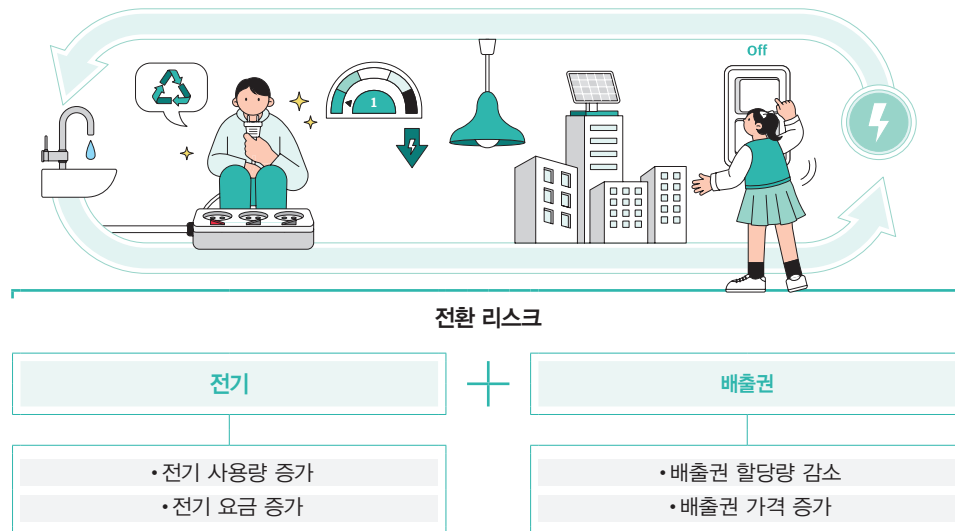 Off
1
전환 리스크
전기
배출권
• 전기 사용량 증가
• 전기 요금 증가
• 배출권 할당량 감소
• 배출권 가격 증가